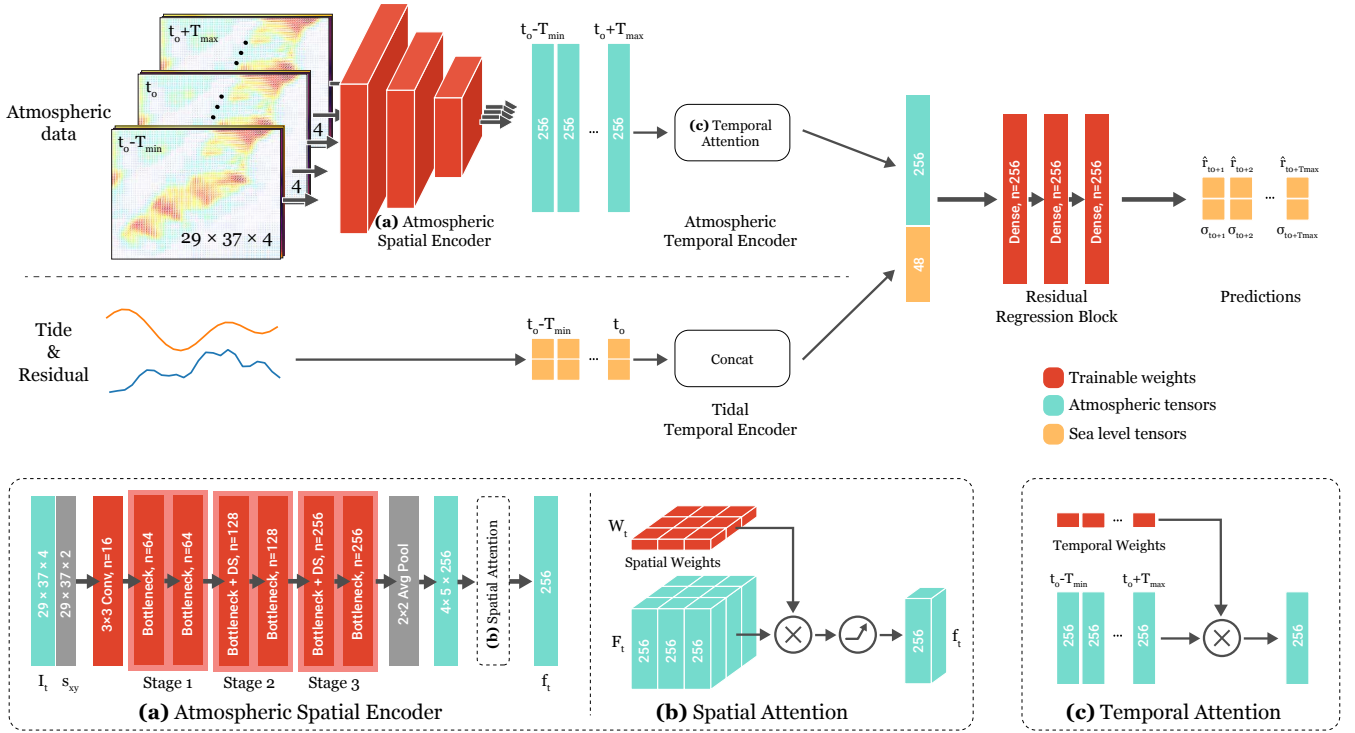 Atmospheric
data
tₒ+Tₘₐₓ
tₒ
tₒ-Tₘᵢₙ
4
4
29 × 37 × 4
(a) Atmospheric
Spatial Encoder
tₒ-Tₘᵢₙ tₒ+Tₘₐₓ
256 256 ... 256
(c) Temporal
Attention
Atmospheric
Temporal Encoder
256
48
Dense, n=256
Dense, n=256
Dense, n=256
Residual
Regression Block
r̂ₜₒ₊₁ r̂ₜₒ₊₂ r̂ₜₒ₊Tₘₐₓ
...
σₜₒ₊₁ σₜₒ₊₂ σₜₒ₊Tₘₐₓ
Predictions
Tide
&
Residual
tₒ-Tₘᵢₙ tₒ
...
Concat
Tidal
Temporal Encoder
Trainable weights
Atmospheric tensors
Sea level tensors
29 × 37 × 4
29 × 37 × 2
3×3 Conv, n=16
Bottleneck, n=64
Bottleneck, n=64
Bottleneck + DS, n=128
Bottleneck, n=128
Bottleneck + DS, n=256
Bottleneck, n=256
2×2 Avg Pool
4 × 5 × 256
(b) Spatial Attention
256
Iₜ sₓᵧ Stage 1 Stage 2 Stage 3 fₜ
(a) Atmospheric Spatial Encoder
Wₜ
Spatial Weights
Fₜ
256 256 256
256
fₜ
(b) Spatial Attention
...
Temporal Weights
tₒ-Tₘᵢₙ tₒ+Tₘₐₓ
256 256 ... 256
256
(c) Temporal Attention